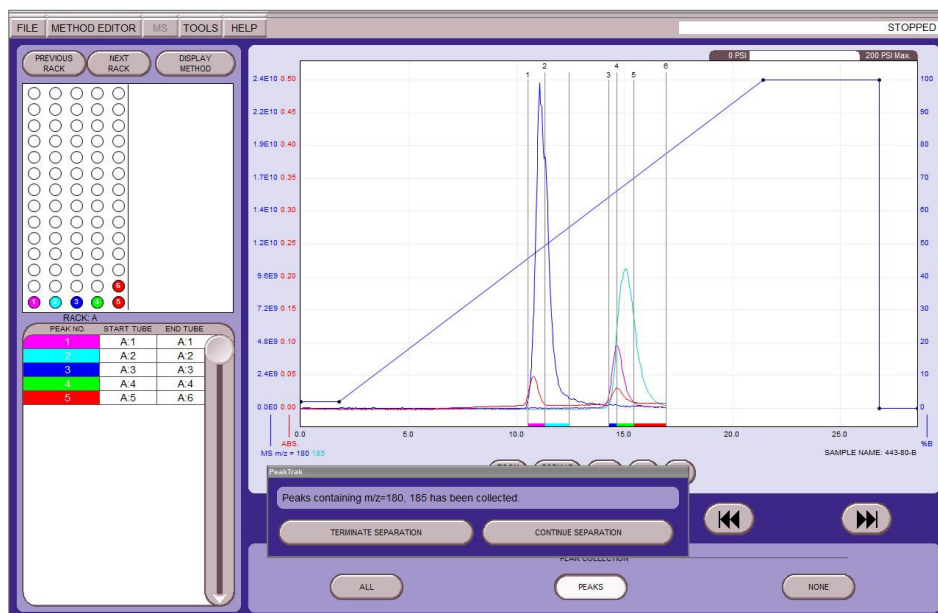 FILE METHOD EDITOR MS TOOLS HELP STOPPED
PREVIOUS RACK NEXT RACK DISPLAY METHOD
0 PSI 200 PSI Max.
1 2 3 4 5 6
2.4E10 0.50 100
2.2E10 0.45 90
1.9E10 0.40 80
1.7E10 0.35 70
1.4E10 0.30 60
1.2E10 0.25 50
9.6E9 0.20 40
7.2E9 0.15 30
4.8E9 0.10 20
2.4E9 0.05 10
0.0E0 0.00 0
0.0 5.0 10.0 15.0 20.0 25.0
ABS. %B
MS m/z = 180 185 SAMPLE NAME: 443-80-B
6
1 2 3 4 5
RACK: A
PEAK NO. START TUBE END TUBE
1 A:1 A:1
2 A:2 A:2
3 A:3 A:3
4 A:4 A:4
5 A:5 A:6
PeakTrak
Peaks containing m/z=180, 185 has been collected.
TERMINATE SEPARATION CONTINUE SEPARATION
PEAK COLLECTION
ALL PEAKS NONE